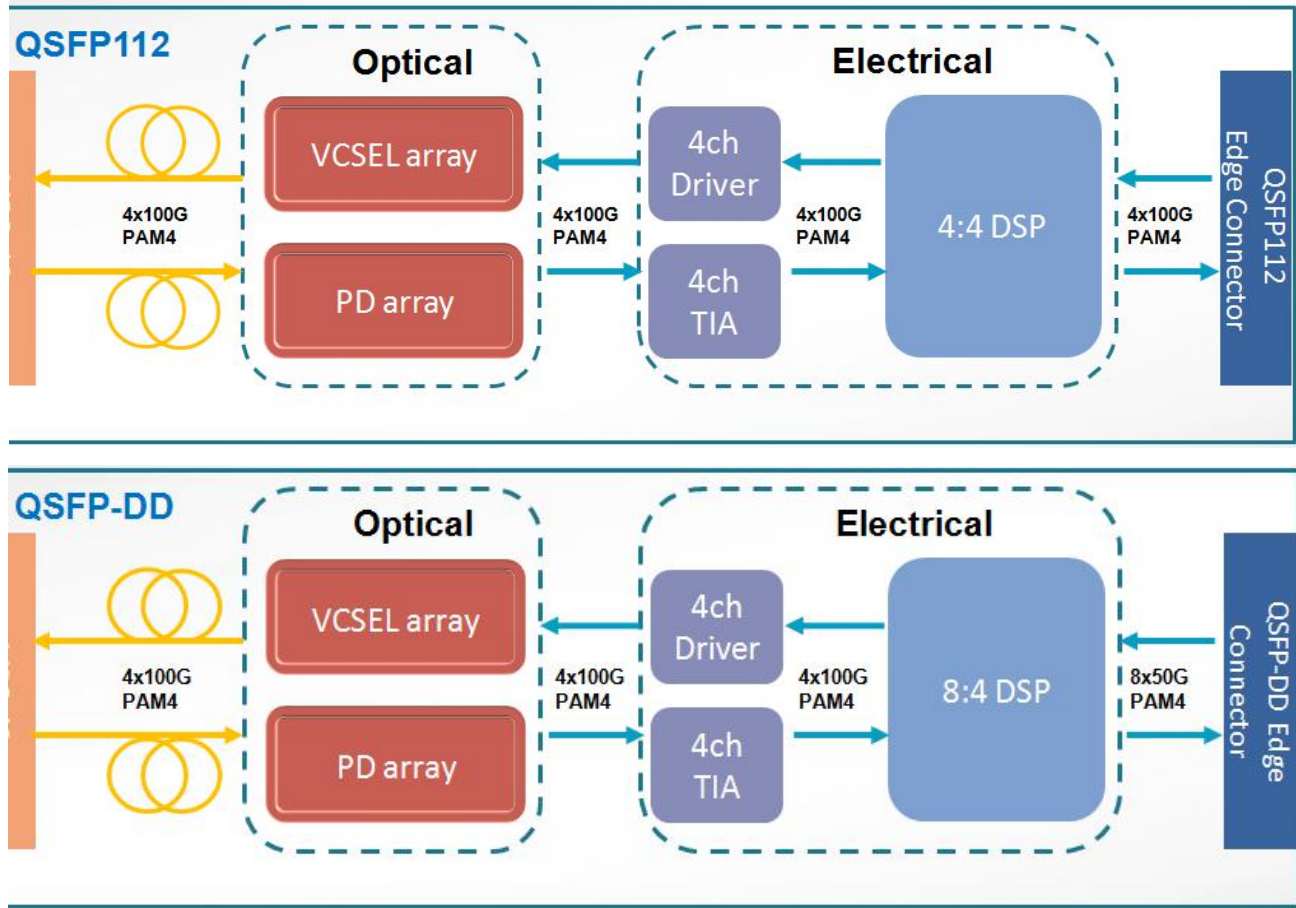 QSFP112
Optical
Electrical
VCSEL array
4ch
Driver
4:4 DSP
QSFP112
Edge Connector
4x100G
PAM4
4x100G
PAM4
4x100G
PAM4
4x100G
PAM4
PD array
4ch
TIA
QSFP-DD
Optical
Electrical
VCSEL array
4ch
Driver
8:4 DSP
QSFP-DD Edge
Connector
4x100G
PAM4
4x100G
PAM4
4x100G
PAM4
8x50G
PAM4
PD array
4ch
TIA